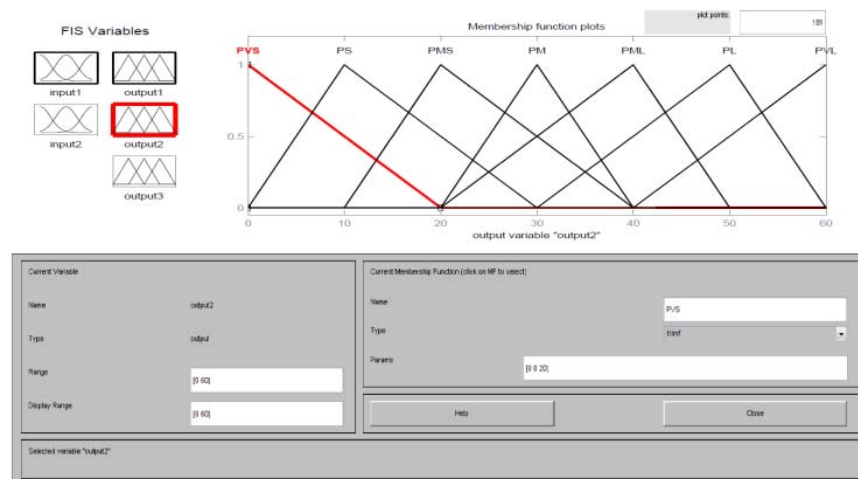 FIS Variables
input1
output1
input2
output2
output3
Membership function plots
plot points:
181
PVS PS PMS PM PML PL PVL
1
0.5
0
0 10 20 30 40 50 60
output variable "output2"
Current Variable
Name output2
Type output
Range [0 60]
Display Range [0 60]
Current Membership Function (click on MF to select)
Name PVS
Type trimf
Params [0 0 20]
Help
Close
Selected variable "output2"